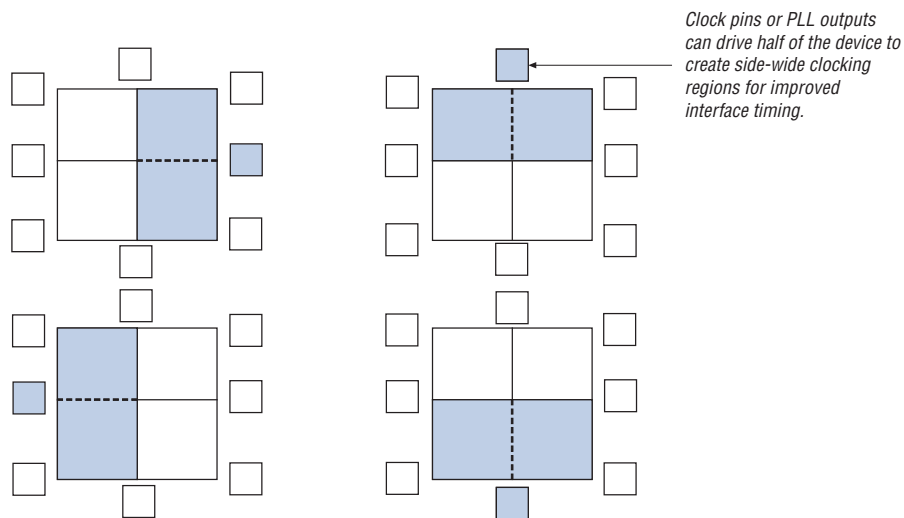 Clock pins or PLL outputs
can drive half of the device to
create side-wide clocking
regions for improved
interface timing.